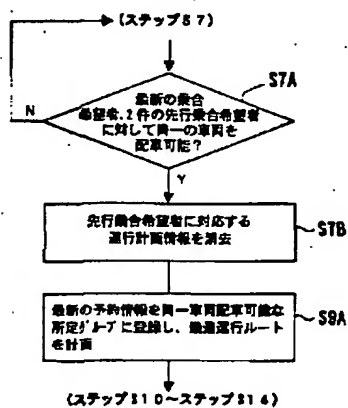 (ステップS7)
S7A
最新の乗合
希望者、2件の先行乗合希望者
に対して同一の車両を
配車可能？
N
Y
先行乗合希望者に対応する
運行計画情報を消去
S7B
最新の予約情報を同一車両配車可能な
所定グループに登録し、最適運行ルート
を計画
S9A
(ステップS10～ステップS14)